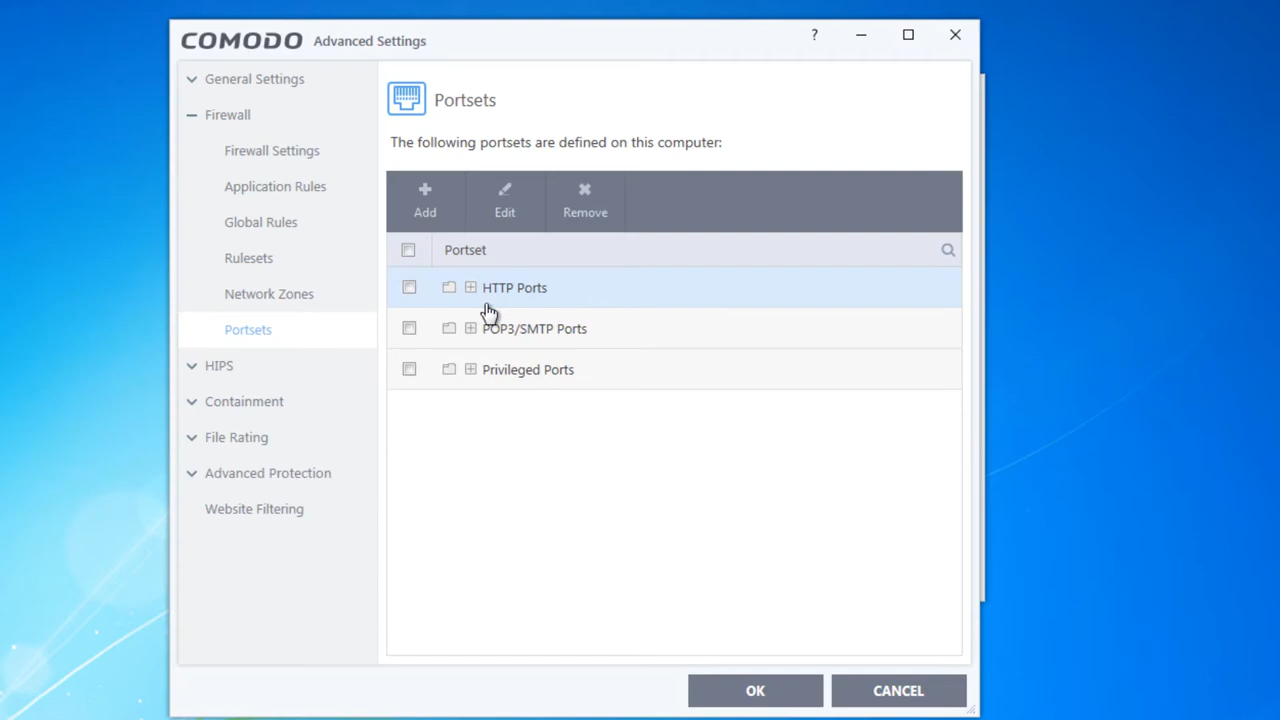 COMODO Advanced Settings ?
General Settings
Firewall
Firewall Settings
Application Rules
Global Rules
Rulesets
Network Zones
Portsets
HIPS
Containment
File Rating
Advanced Protection
Website Filtering
Portsets
The following portsets are defined on this computer:
Add Edit Remove
Portset
HTTP Ports
POP3/SMTP Ports
Privileged Ports
OK CANCEL